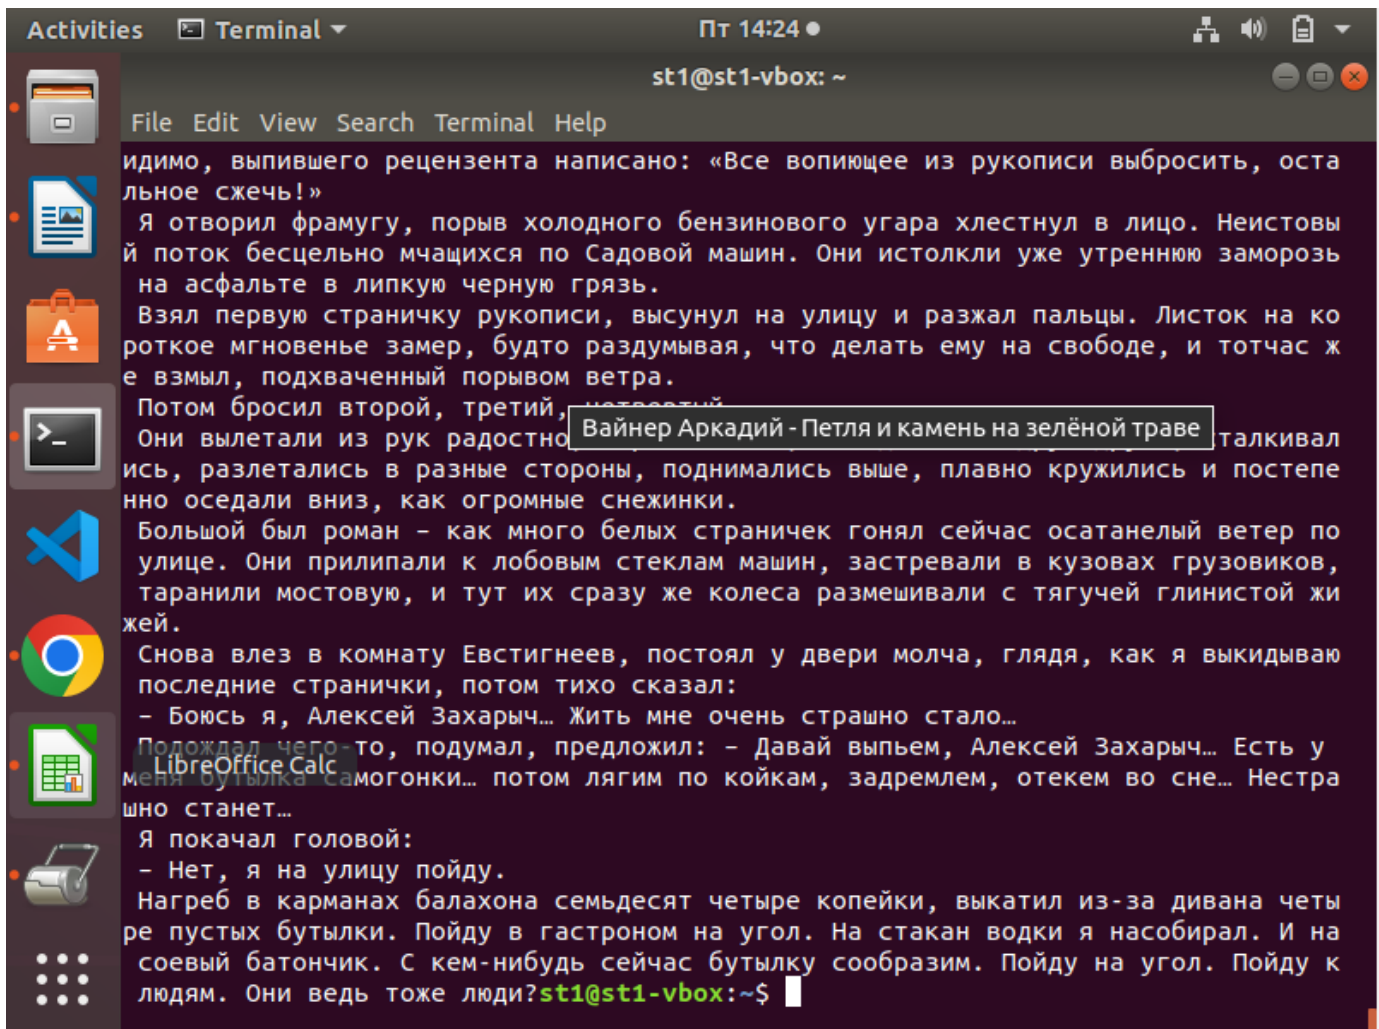 Activities Terminal Пт 14:24
st1@st1-vbox: ~
File Edit View Search Terminal Help
идимо, выпившего рецензента написано: «Все вопиющее из рукописи выбросить, оста
льное сжечь!»
Я отворил фрамугу, порыв холодного бензинового угара хлестнул в лицо. Неистовы
й поток бесцельно мчащихся по Садовой машин. Они истолкли уже утреннюю заморозь
на асфальте в липкую черную грязь.
Взял первую страничку рукописи, высунул на улицу и разжал пальцы. Листок на ко
роткое мгновенье замер, будто раздумывая, что делать ему на свободе, и тотчас ж
е взмыл, подхваченный порывом ветра.
Потом бросил второй, третий,
Вайнер Аркадий - Петля и камень на зелёной траве
Они вылетали из рук радостно талкивал
ись, разлетались в разные стороны, поднимались выше, плавно кружились и постепе
нно оседали вниз, как огромные снежинки.
Большой был роман – как много белых страничек гонял сейчас осатанелый ветер по
улице. Они прилипали к лобовым стеклам машин, застревали в кузовах грузовиков,
таранили мостовую, и тут их сразу же колеса размешивали с тягучей глинистой жи
жей.
Снова влез в комнату Евстигнеев, постоял у двери молча, глядя, как я выкидываю
последние странички, потом тихо сказал:
– Боюсь я, Алексей Захарыч… Жить мне очень страшно стало…
Подождал чего-то, подумал, предложил: – Давай выпьем, Алексей Захарыч… Есть у
LibreOffice Calc
меня бутылка самогонки… потом лягим по койкам, задремлем, отекем во сне… Нестра
шно станет…
Я покачал головой:
– Нет, я на улицу пойду.
Нагреб в карманах балахона семьдесят четыре копейки, выкатил из-за дивана четы
ре пустых бутылки. Пойду в гастроном на угол. На стакан водки я насобирал. И на
соевый батончик. С кем-нибудь сейчас бутылку сообразим. Пойду на угол. Пойду к
людям. Они ведь тоже люди?st1@st1-vbox:~$